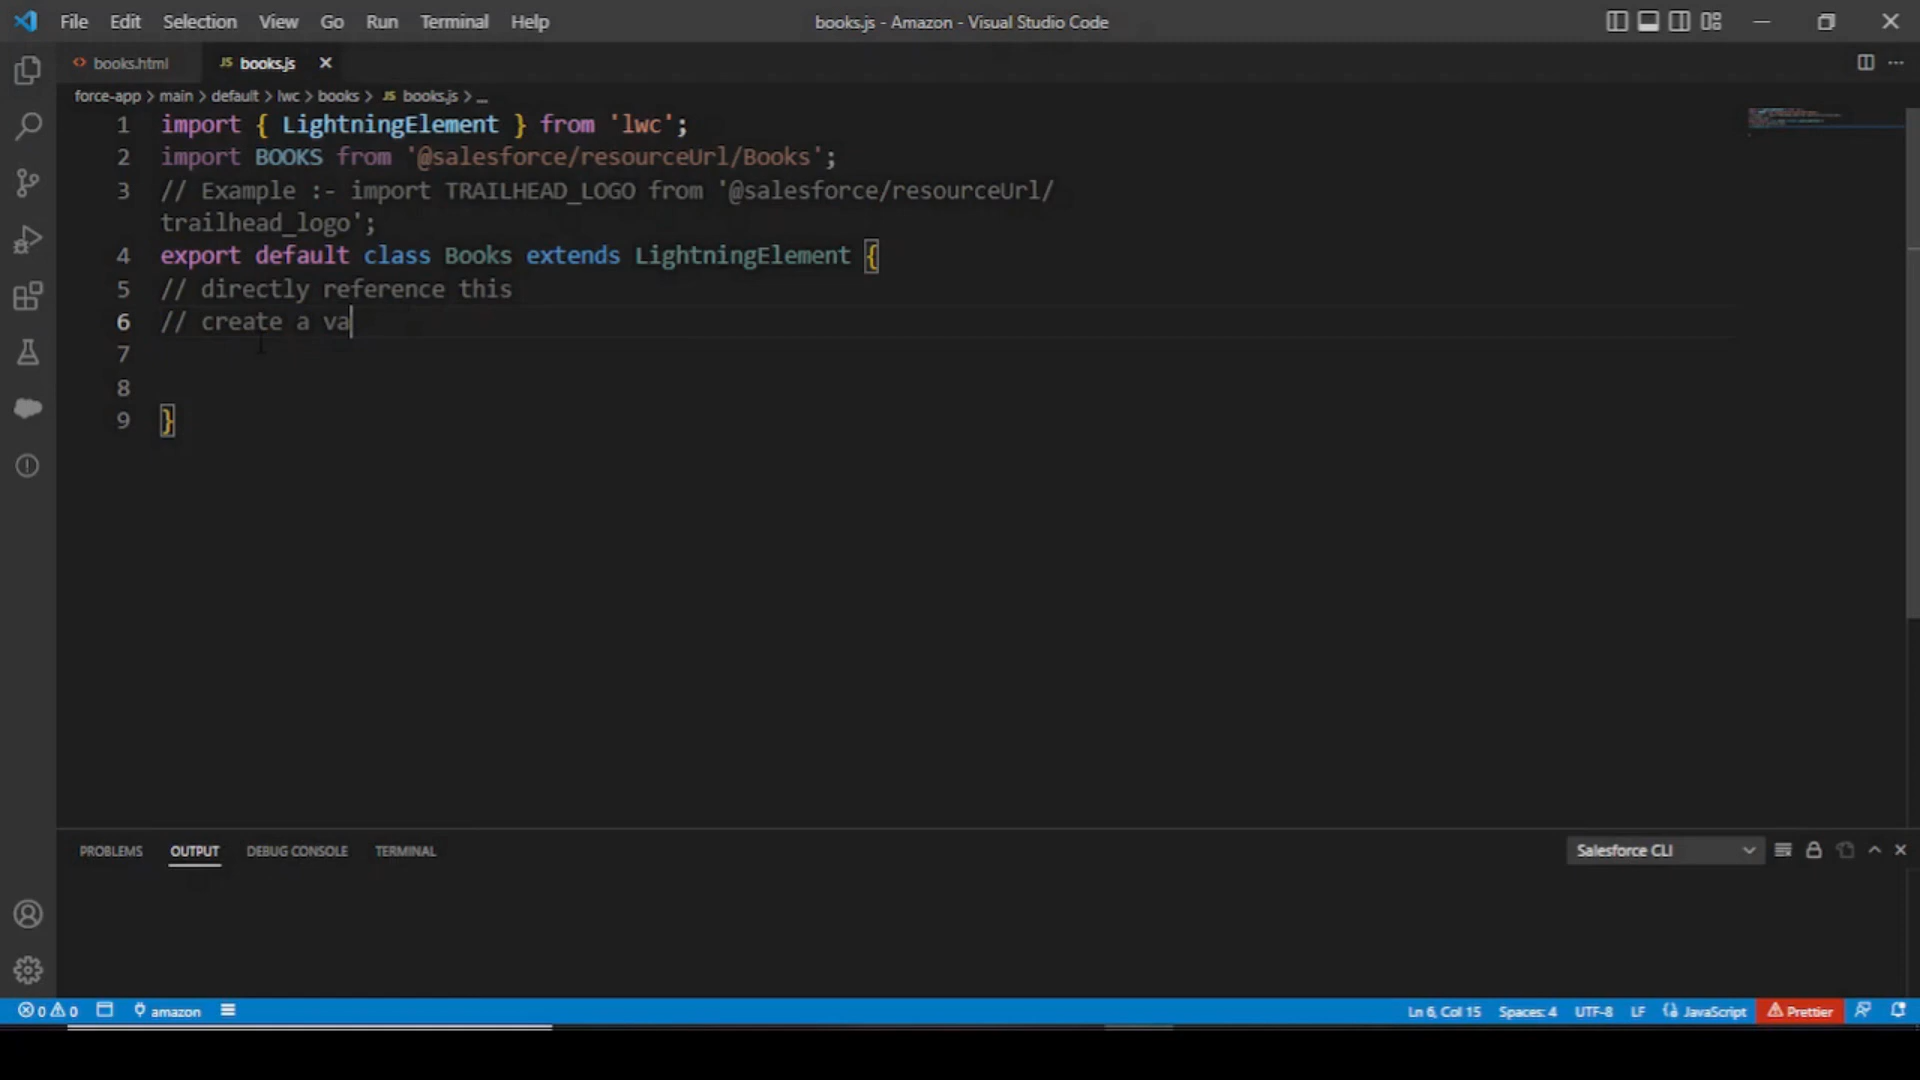 File Edit Selection View Go Run Terminal Help books.js - Amazon - Visual Studio Code
books.html JS books.js
force-app > main > default > lwc > books > JS books.js > ...
1 import { LightningElement } from 'lwc';
2 import BOOKS from '@salesforce/resourceUrl/Books';
3 // Example :- import TRAILHEAD_LOGO from '@salesforce/resourceUrl/
trailhead_logo';
4 export default class Books extends LightningElement {
5 // directly reference this
6 // create a va
7
8
9 }
PROBLEMS OUTPUT DEBUG CONSOLE TERMINAL Salesforce CLI
0 0 amazon Ln 6, Col 15 Spaces: 4 UTF-8 LF JavaScript Prettier